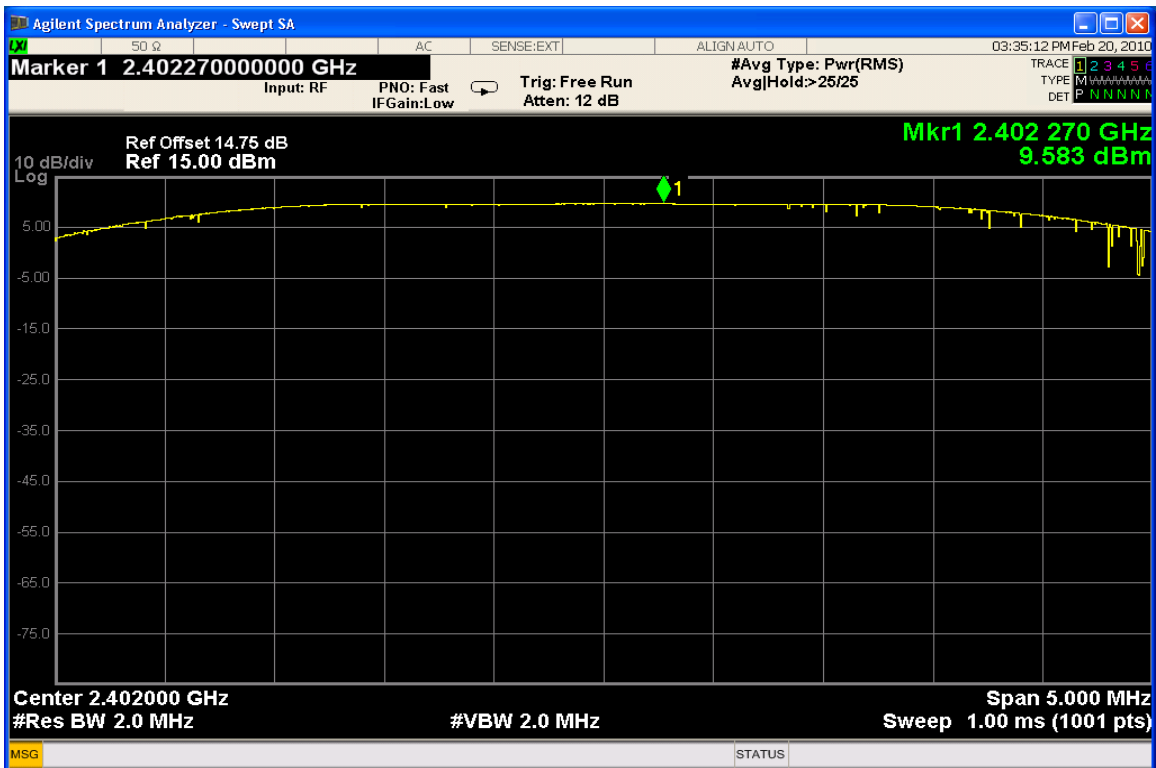 Agilent Spectrum Analyzer - Swept SA
LXI 50 Ω AC SENSE:EXT ALIGN AUTO 03:35:12 PM Feb 20, 2010
Marker 1 2.402270000000 GHz
Input: RF
PNO: Fast
IFGain:Low
Trig: Free Run
Atten: 12 dB
#Avg Type: Pwr(RMS)
Avg|Hold:>25/25
TRACE 1 2 3 4 5 6
TYPE M
DET P N N N N N
Ref Offset 14.75 dB
10 dB/div Ref 15.00 dBm
Log
Mkr1 2.402 270 GHz
9.583 dBm
1
5.00
-5.00
-15.0
-25.0
-35.0
-45.0
-55.0
-65.0
-75.0
Center 2.402000 GHz Span 5.000 MHz
#Res BW 2.0 MHz #VBW 2.0 MHz Sweep 1.00 ms (1001 pts)
MSG STATUS